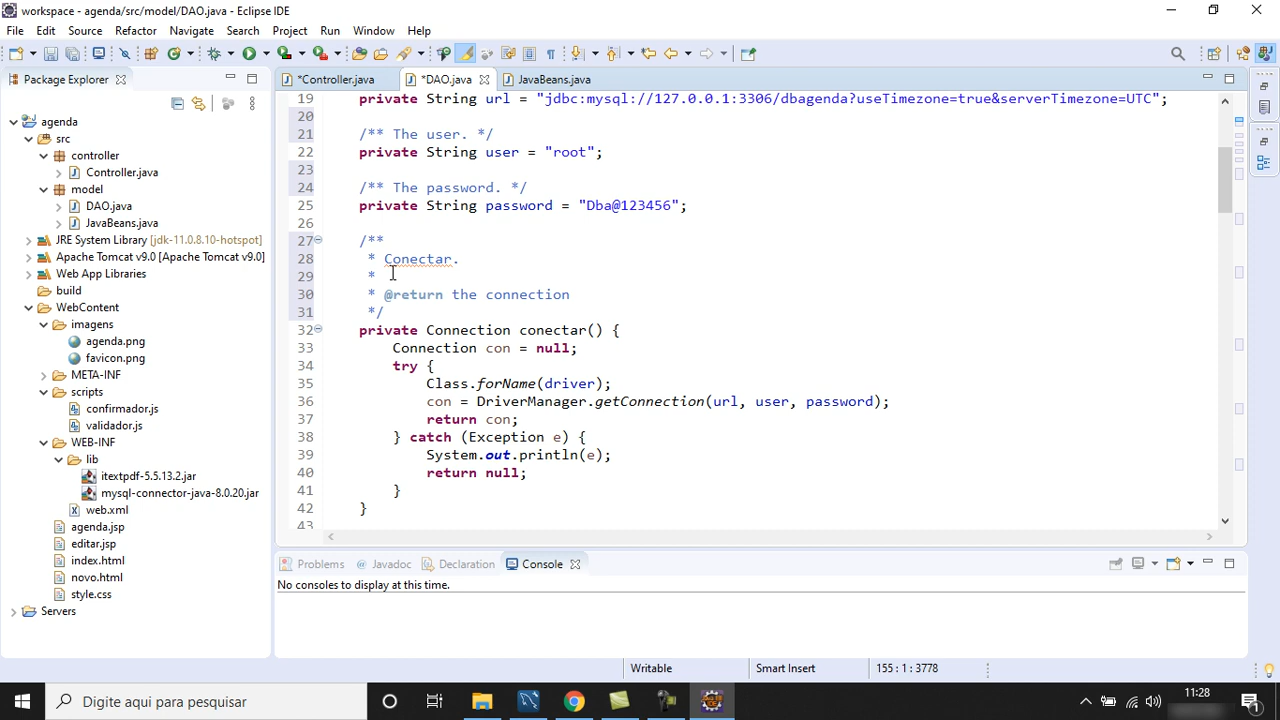 workspace - agenda/src/model/DAO.java - Eclipse IDE
File Edit Source Refactor Navigate Search Project Run Window Help
Package Explorer
*Controller.java *DAO.java JavaBeans.java
agenda
src
controller
Controller.java
model
DAO.java
JavaBeans.java
JRE System Library [jdk-11.0.8.10-hotspot]
Apache Tomcat v9.0 [Apache Tomcat v9.0]
Web App Libraries
build
WebContent
imagens
agenda.png
favicon.png
META-INF
scripts
confirmador.js
validador.js
WEB-INF
lib
itextpdf-5.5.13.2.jar
mysql-connector-java-8.0.20.jar
web.xml
agenda.jsp
editar.jsp
index.html
novo.html
style.css
Servers
19 private String url = "jdbc:mysql://127.0.0.1:3306/dbagenda?useTimezone=true&serverTimezone=UTC";
20
21 /** The user. */
22 private String user = "root";
23
24 /** The password. */
25 private String password = "Dba@123456";
26
27 /**
28 * Conectar.
29 *
30 * @return the connection
31 */
32 private Connection conectar() {
33 Connection con = null;
34 try {
35 Class.forName(driver);
36 con = DriverManager.getConnection(url, user, password);
37 return con;
38 } catch (Exception e) {
39 System.out.println(e);
40 return null;
41 }
42 }
43
Problems Javadoc Declaration Console
No consoles to display at this time.
Writable Smart Insert 155 : 1 : 3778
Digite aqui para pesquisar
11:28